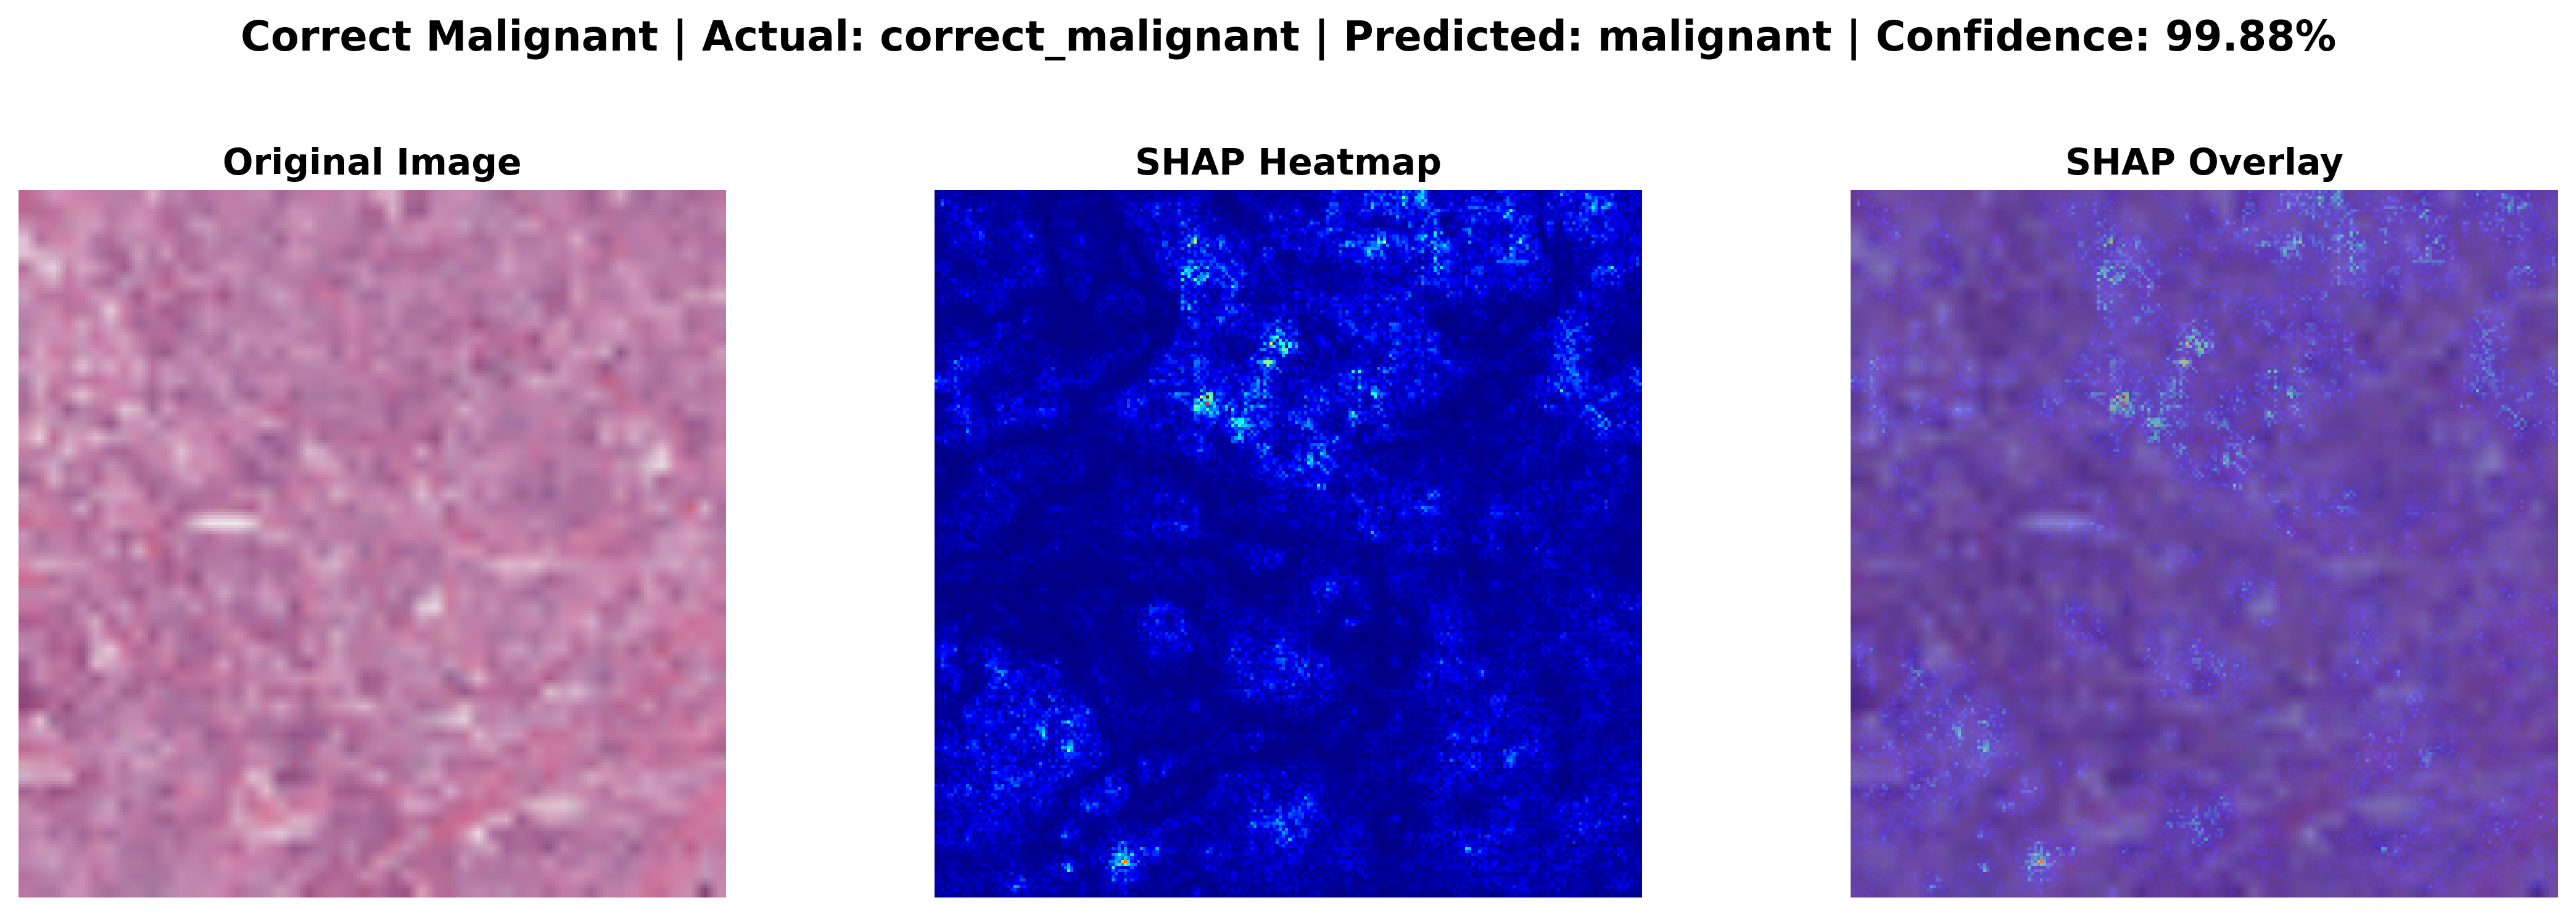 Correct Malignant | Actual: correct_malignant | Predicted: malignant | Confidence: 99.88%
Original Image
SHAP Heatmap
SHAP Overlay